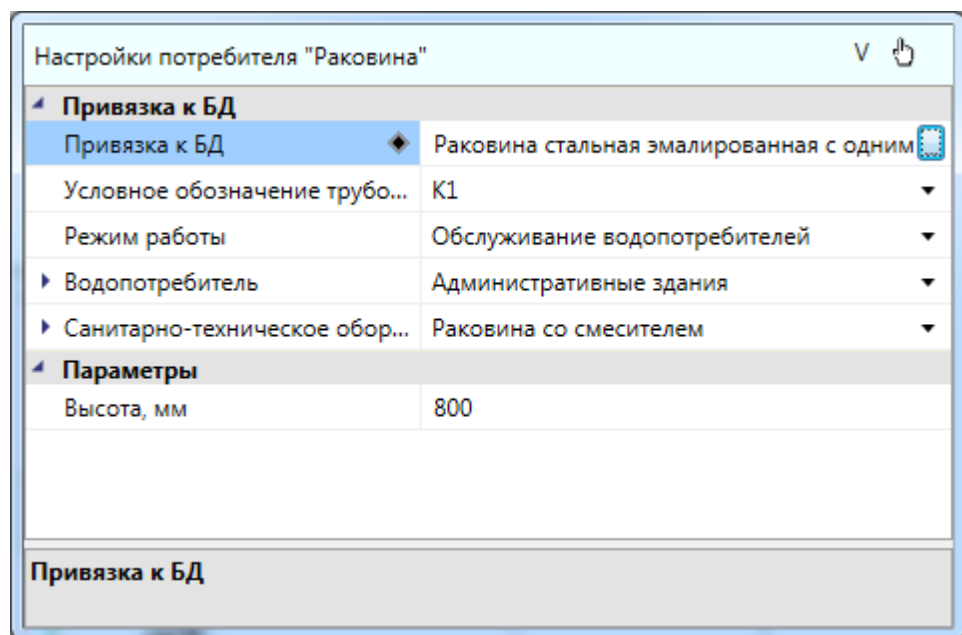 Настройки потребителя "Раковина" V
Привязка к БД
Привязка к БД Раковина стальная эмалированная с одним
Условное обозначение трубо... К1
Режим работы Обслуживание водопотребителей
Водопотребитель Административные здания
Санитарно-техническое обор... Раковина со смесителем
Параметры
Высота, мм 800
Привязка к БД